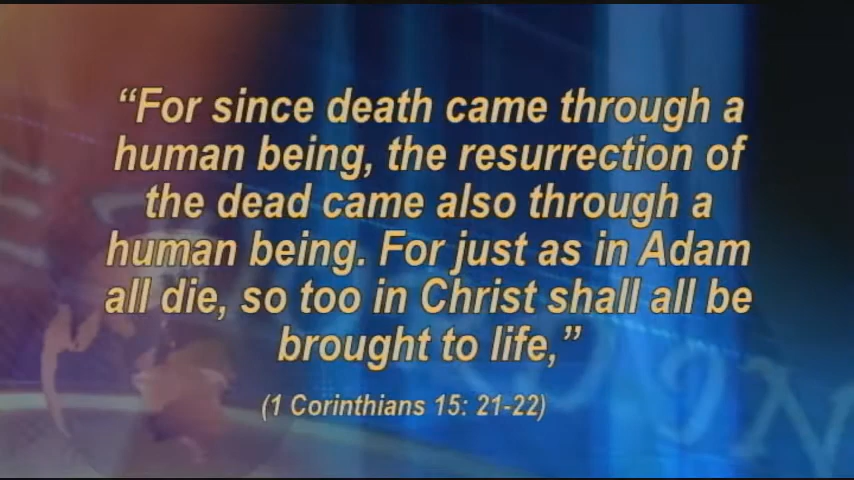 “For since death came through a
human being, the resurrection of
the dead came also through a
human being. For just as in Adam
all die, so too in Christ shall all be
brought to life,”
(1 Corinthians 15: 21-22)